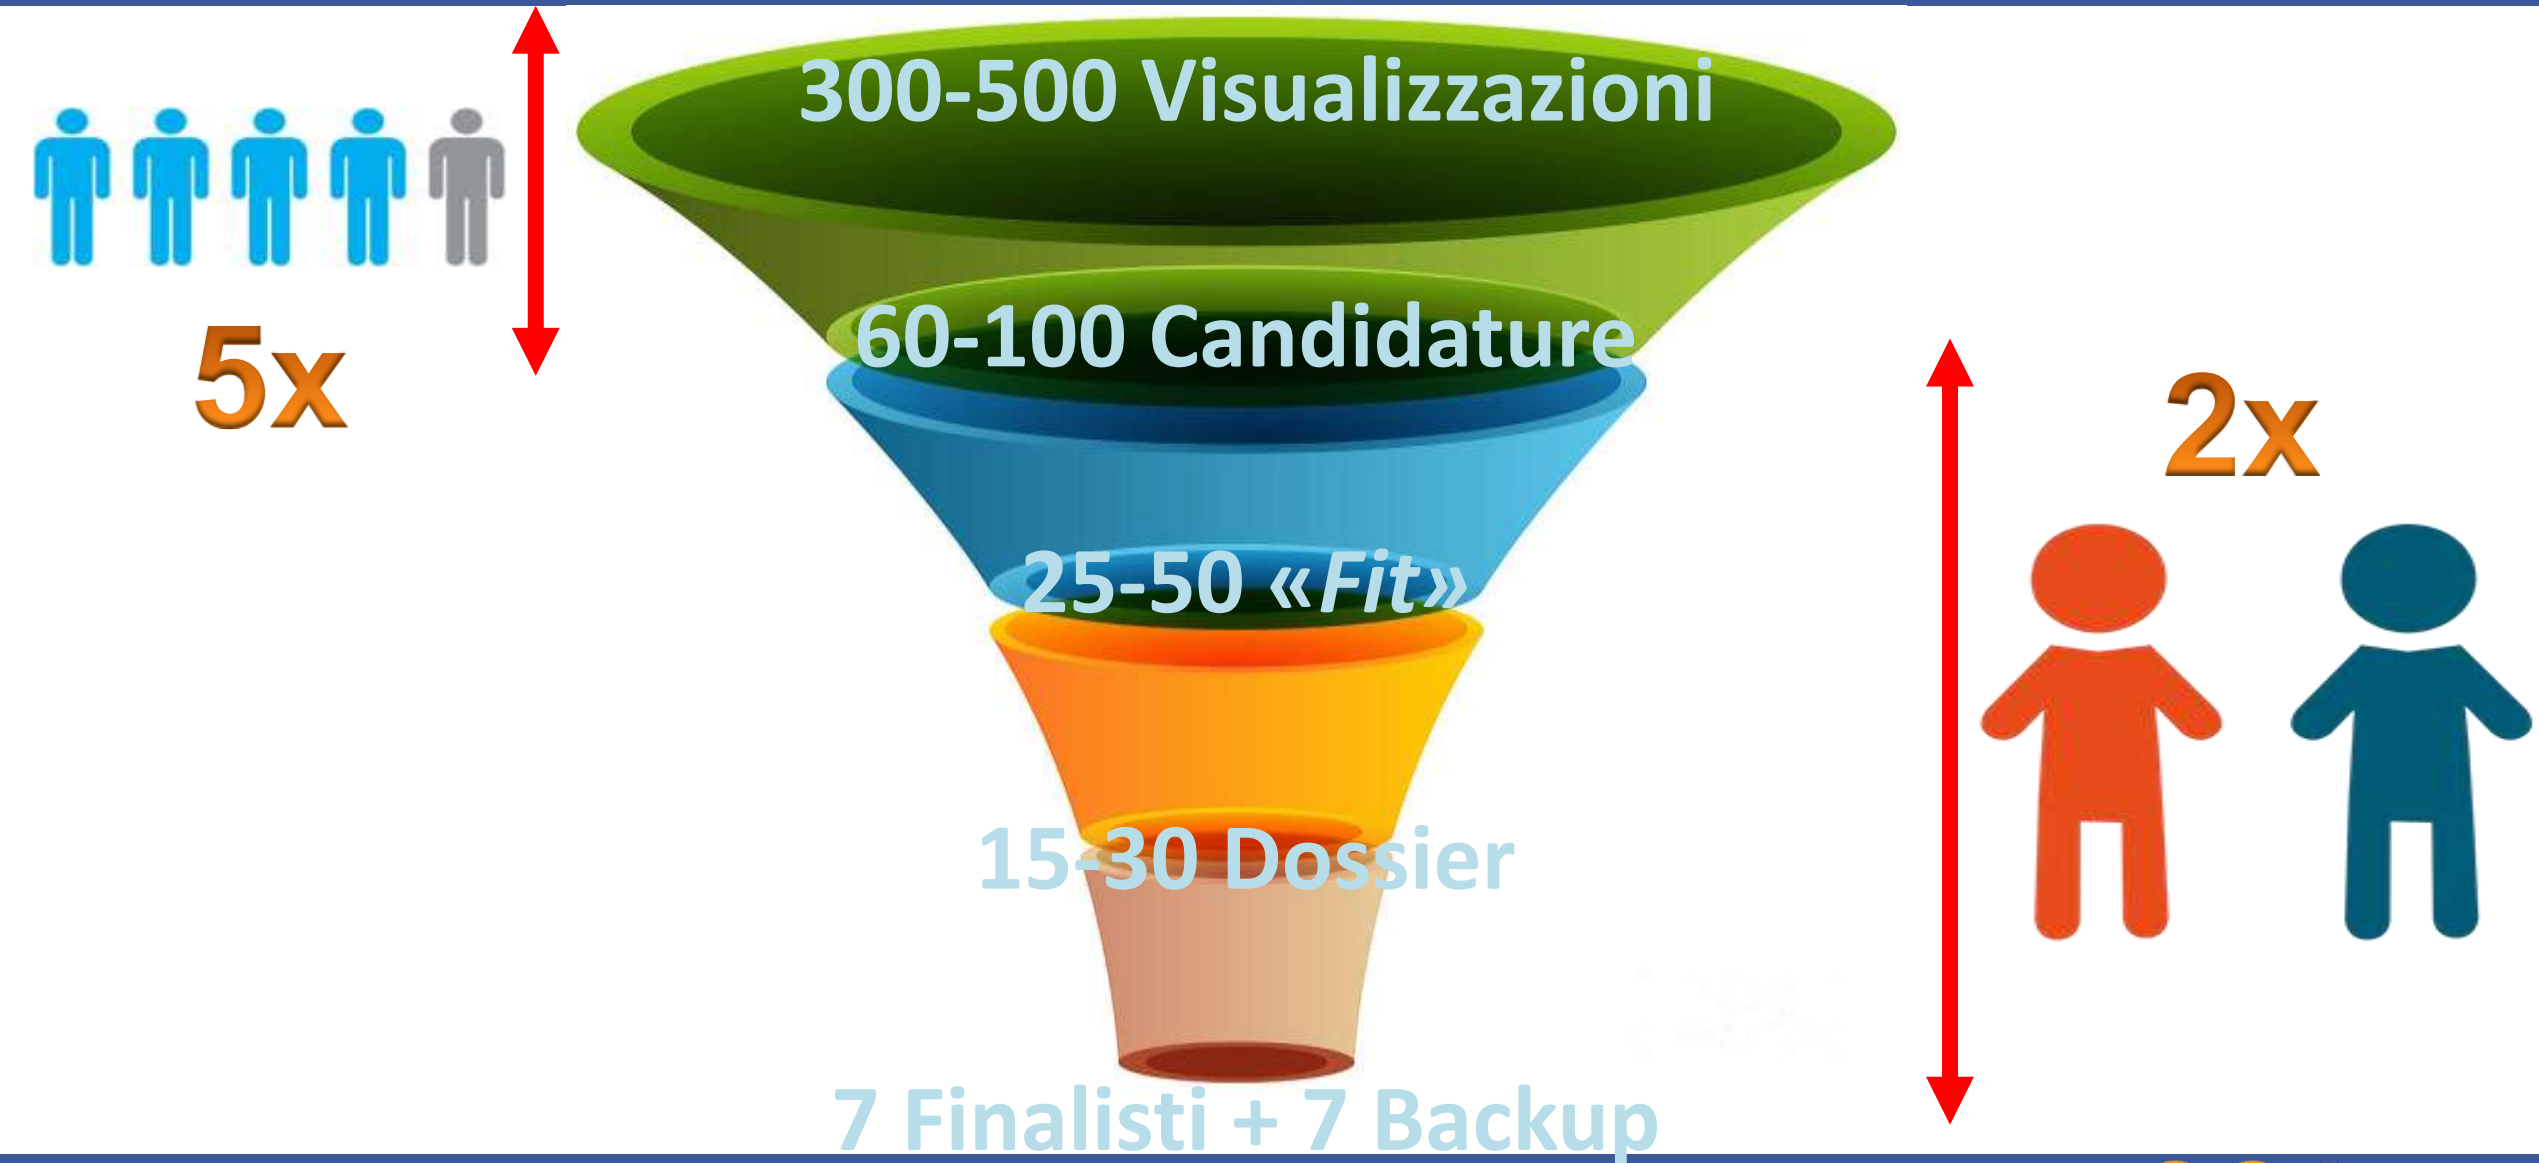 300-500 Visualizzazioni
60-100 Candidature
5x
2x
25-50 «Fit»
15-30 Dossier
7 Finalisti + 7 Backup